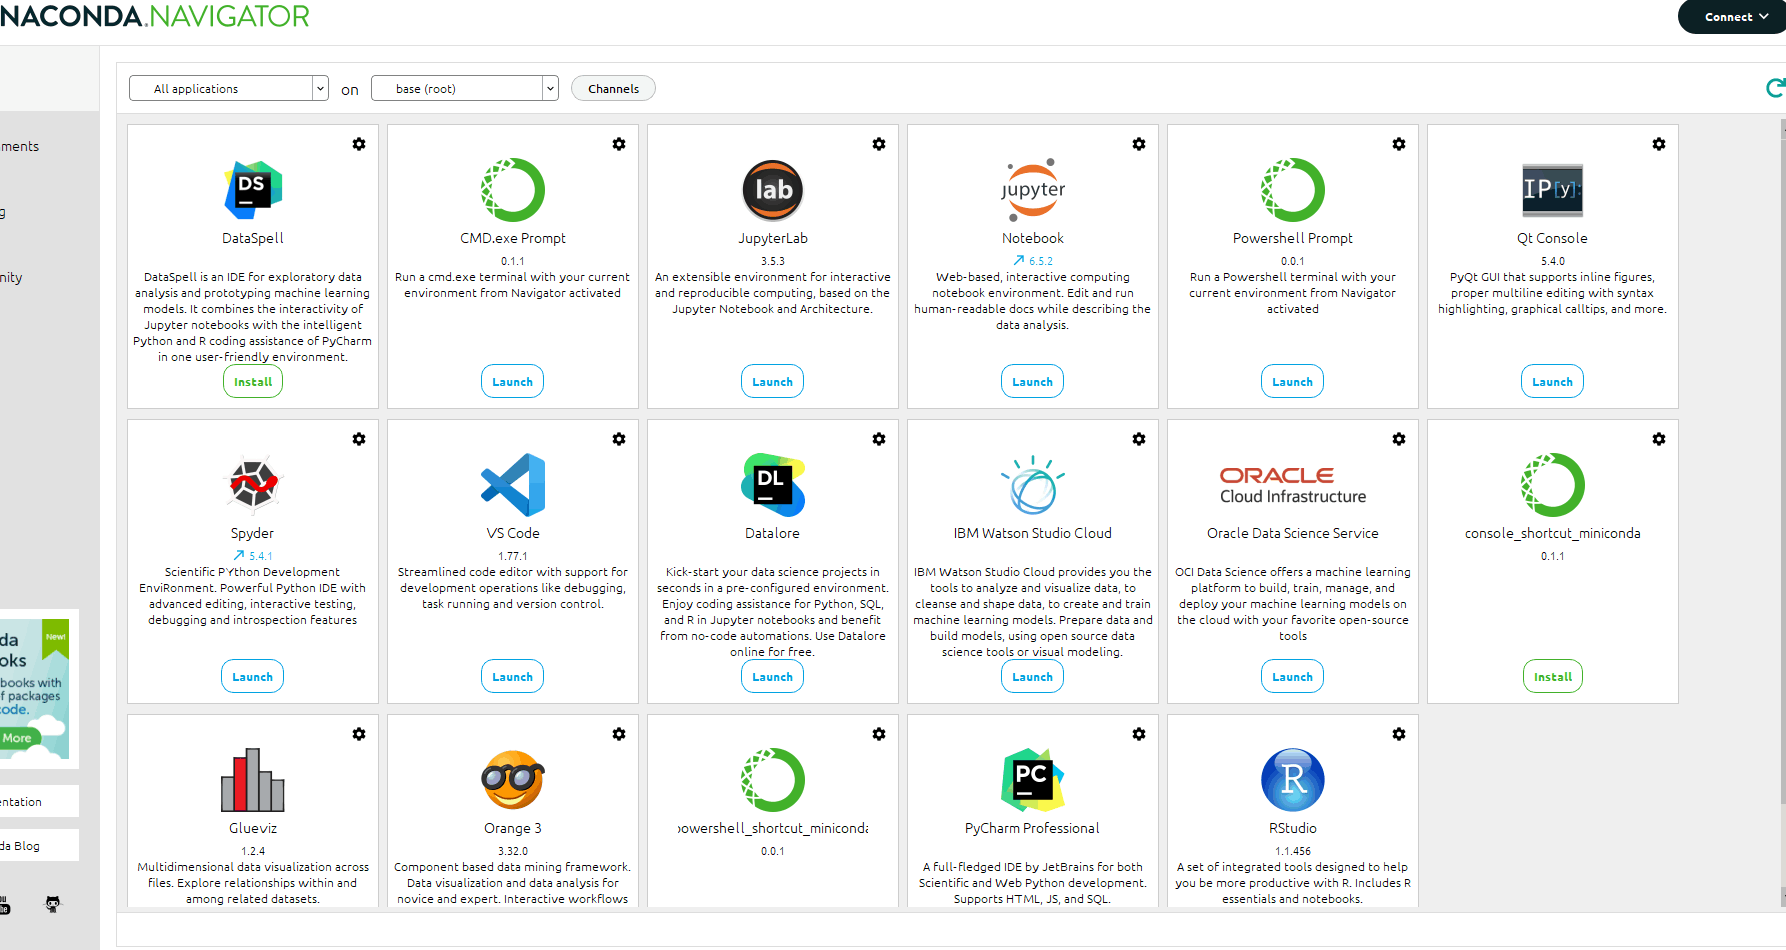 NACONDA.NAVIGATOR
Connect
All applications
on
base (root)
Channels
DS
DataSpell
DataSpell is an IDE for exploratory data
analysis and prototyping machine learning
models. It combines the interactivity of
Jupyter notebooks with the intelligent
Python and R coding assistance of PyCharm
in one user-friendly environment.
Install
CMD.exe Prompt
0.1.1
Run a cmd.exe terminal with your current
environment from Navigator activated
Launch
lab
JupyterLab
3.5.3
An extensible environment for interactive
and reproducible computing, based on the
Jupyter Notebook and Architecture.
Launch
jupyter
Notebook
6.5.2
Web-based, interactive computing
notebook environment. Edit and run
human-readable docs while describing the
data analysis.
Launch
Powershell Prompt
0.0.1
Run a Powershell terminal with your
current environment from Navigator
activated
Launch
IP[y]:
Qt Console
5.4.0
PyQt GUI that supports inline figures,
proper multiline editing with syntax
highlighting, graphical calltips, and more.
Launch
Spyder
5.4.1
Scientific PYthon Development
EnviRonment. Powerful Python IDE with
advanced editing, interactive testing,
debugging and introspection features
Launch
VS Code
1.77.1
Streamlined code editor with support for
development operations like debugging,
task running and version control.
Launch
DL
Datalore
Kick-start your data science projects in
seconds in a pre-configured environment.
Enjoy coding assistance for Python, SQL,
and R in Jupyter notebooks and benefit
from no-code automations. Use Datalore
online for free.
Launch
IBM Watson Studio Cloud
IBM Watson Studio Cloud provides you the
tools to analyze and visualize data, to
cleanse and shape data, to create and train
machine learning models. Prepare data and
build models, using open source data
science tools or visual modeling.
Launch
ORACLE
Cloud Infrastructure
Oracle Data Science Service
OCI Data Science offers a machine learning
platform to build, train, manage, and
deploy your machine learning models on
the cloud with your favorite open-source
tools
Launch
console_shortcut_miniconda
0.1.1
Install
Glueviz
1.2.4
Multidimensional data visualization across
files. Explore relationships within and
among related datasets.
Orange 3
3.32.0
Component based data mining framework.
Data visualization and data analysis for
novice and expert. Interactive workflows
powershell_shortcut_miniconda
0.0.1
PC
PyCharm Professional
A full-fledged IDE by JetBrains for both
Scientific and Web Python development.
Supports HTML, JS, and SQL.
R
RStudio
1.1.456
A set of integrated tools designed to help
you be more productive with R. Includes R
essentials and notebooks.
ments
g
nity
New!
da
oks
books with
f packages
code.
More
entation
da Blog